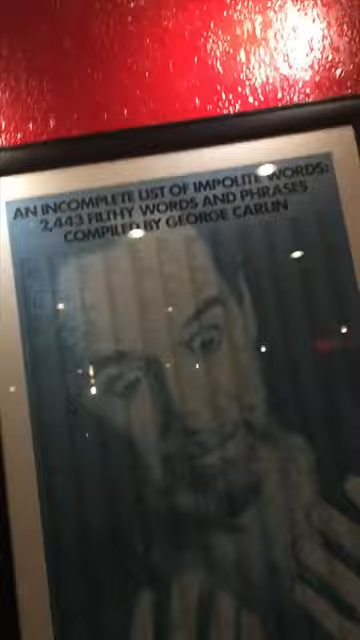 AN INCOMPLETE LIST OF IMPOLITE WORDS:
2,443 FILTHY WORDS AND PHRASES
COMPILED BY GEORGE CARLIN